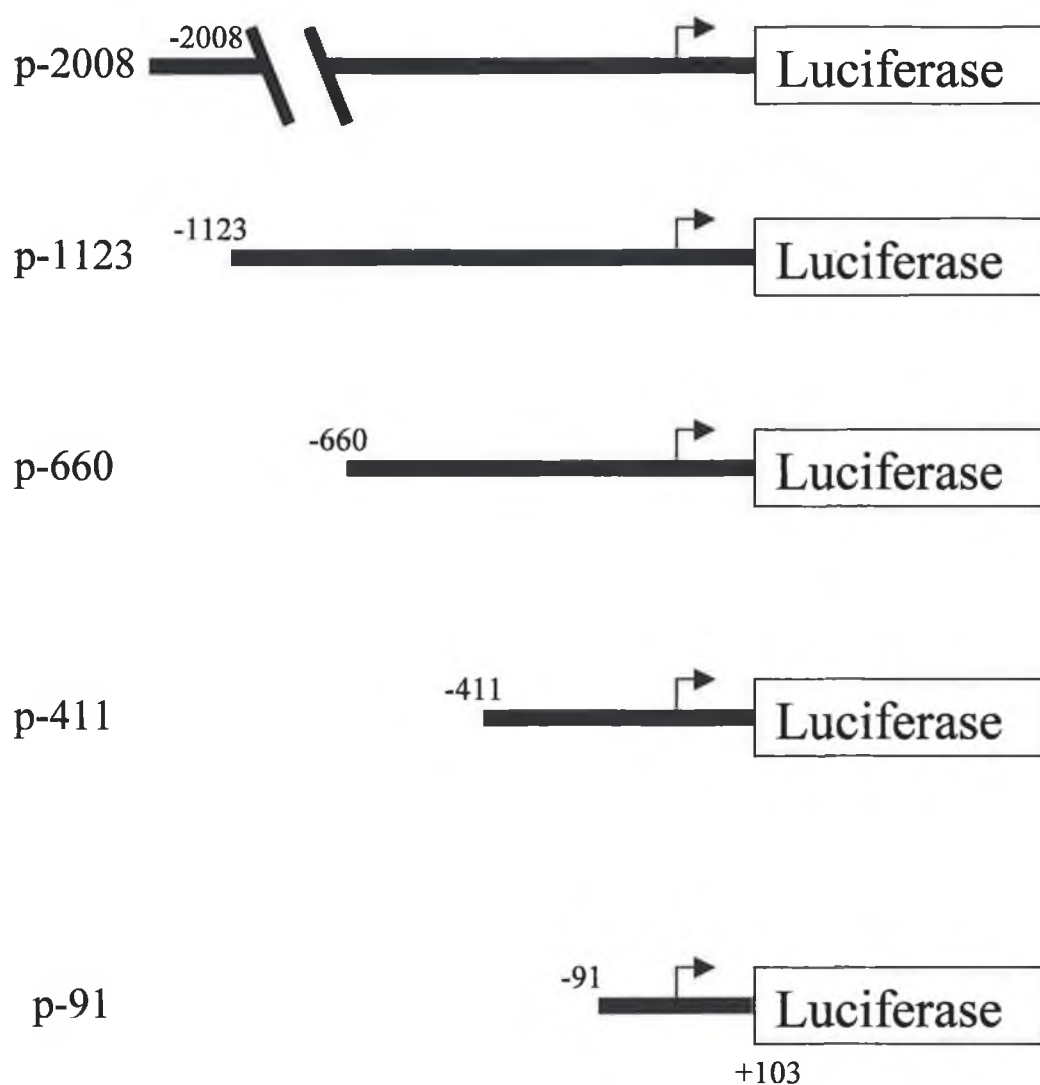 -2008
p-2008 Luciferase
-1123
p-1123 Luciferase
-660
p-660 Luciferase
-411
p-411 Luciferase
-91
p-91 Luciferase
+103